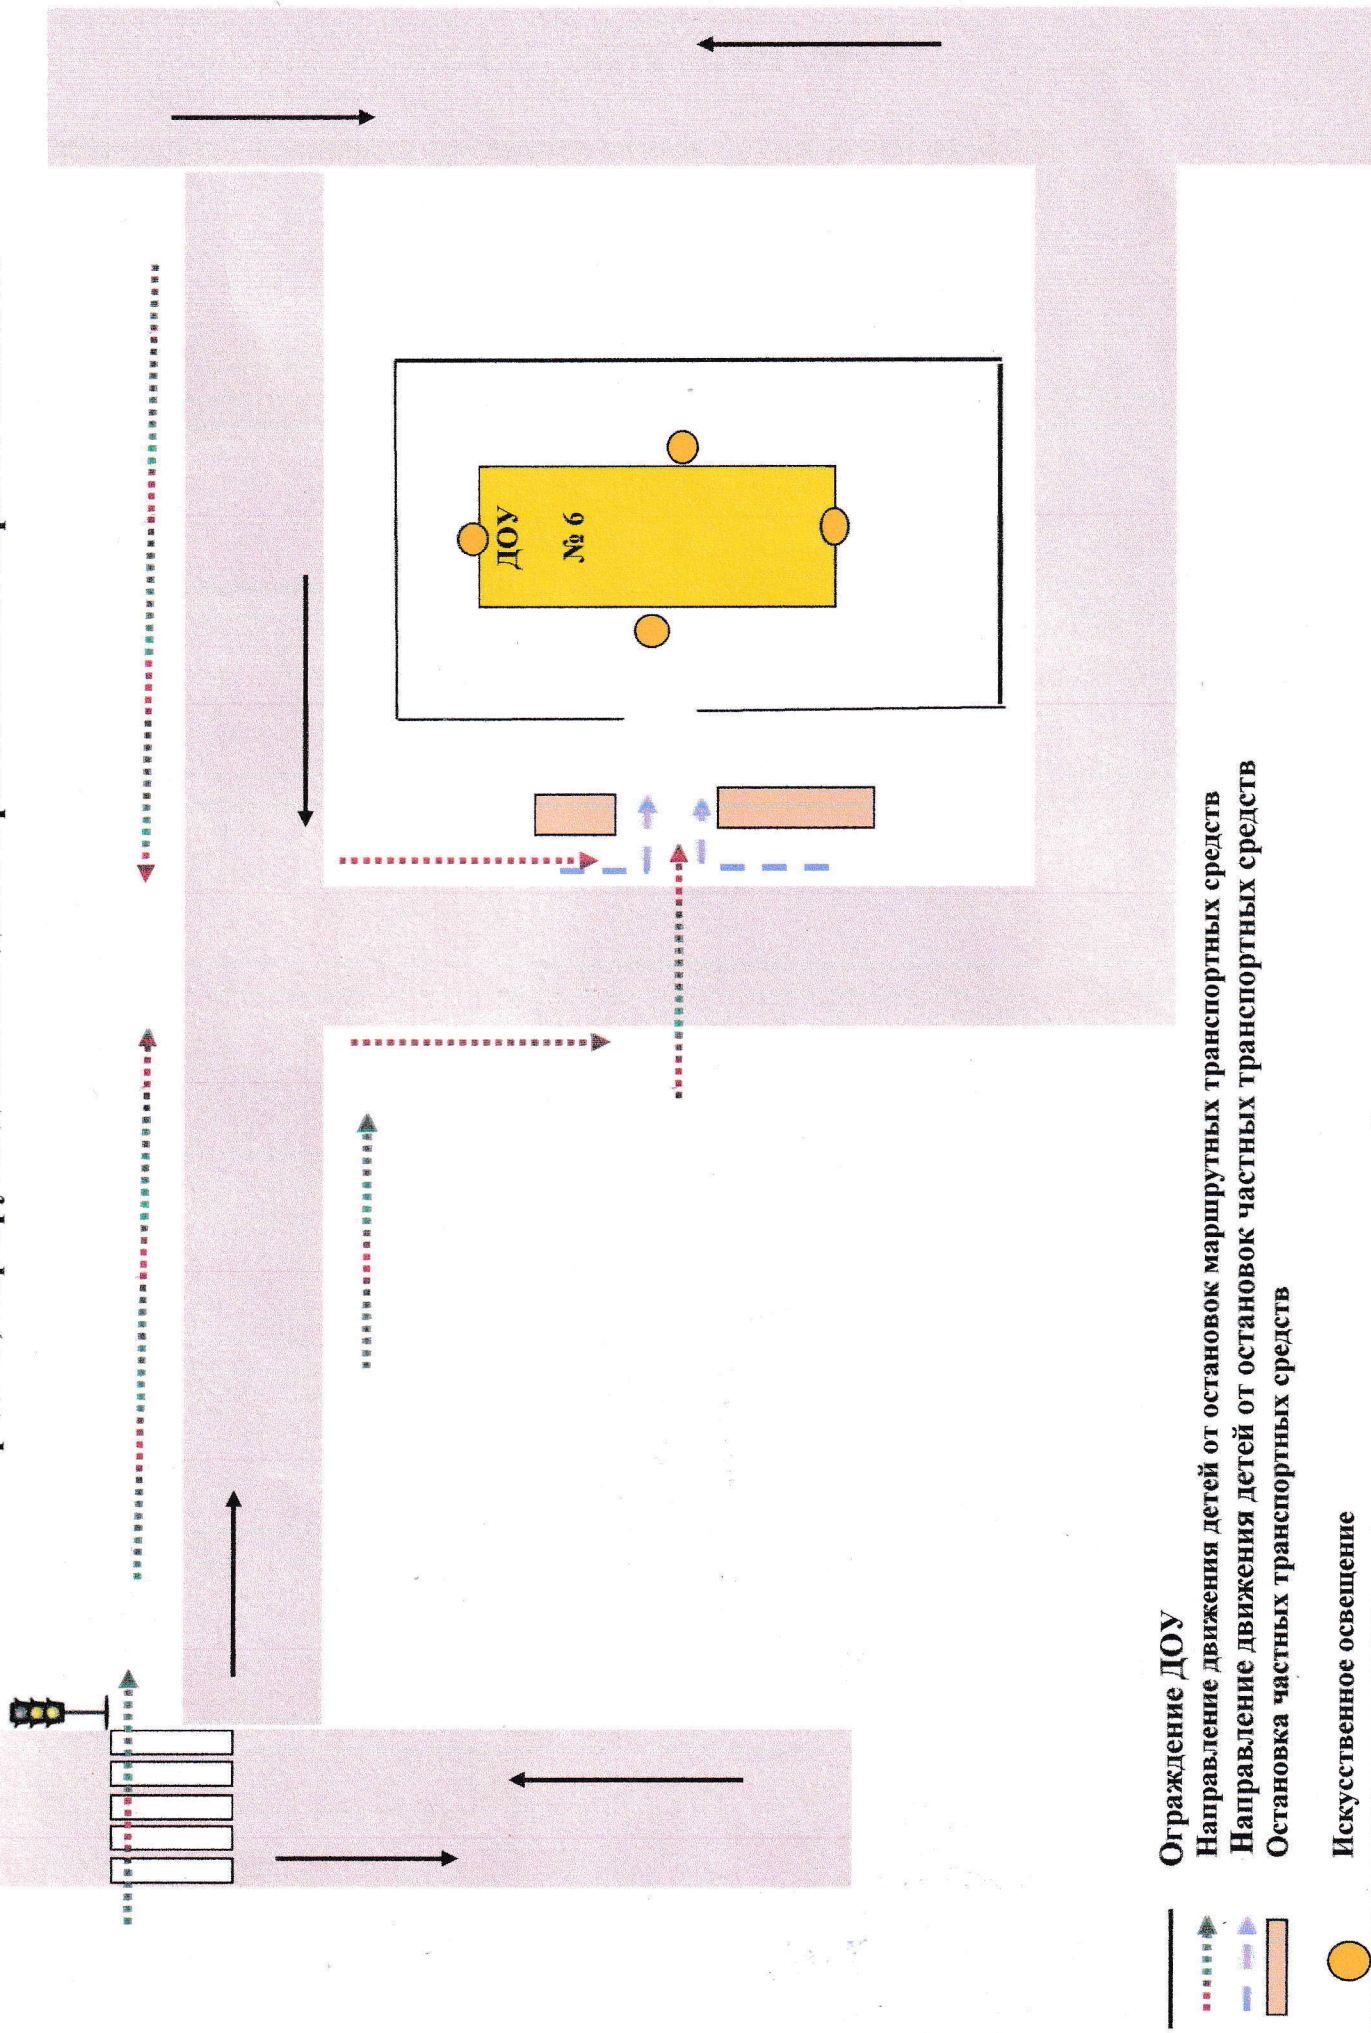 ДОУ
№ 6
Ограждение ДОУ
Направление движения детей от остановок маршрутных транспортных средств
Направление движения детей от остановок частных транспортных средств
Остановка частных транспортных средств
Искусственное освещение